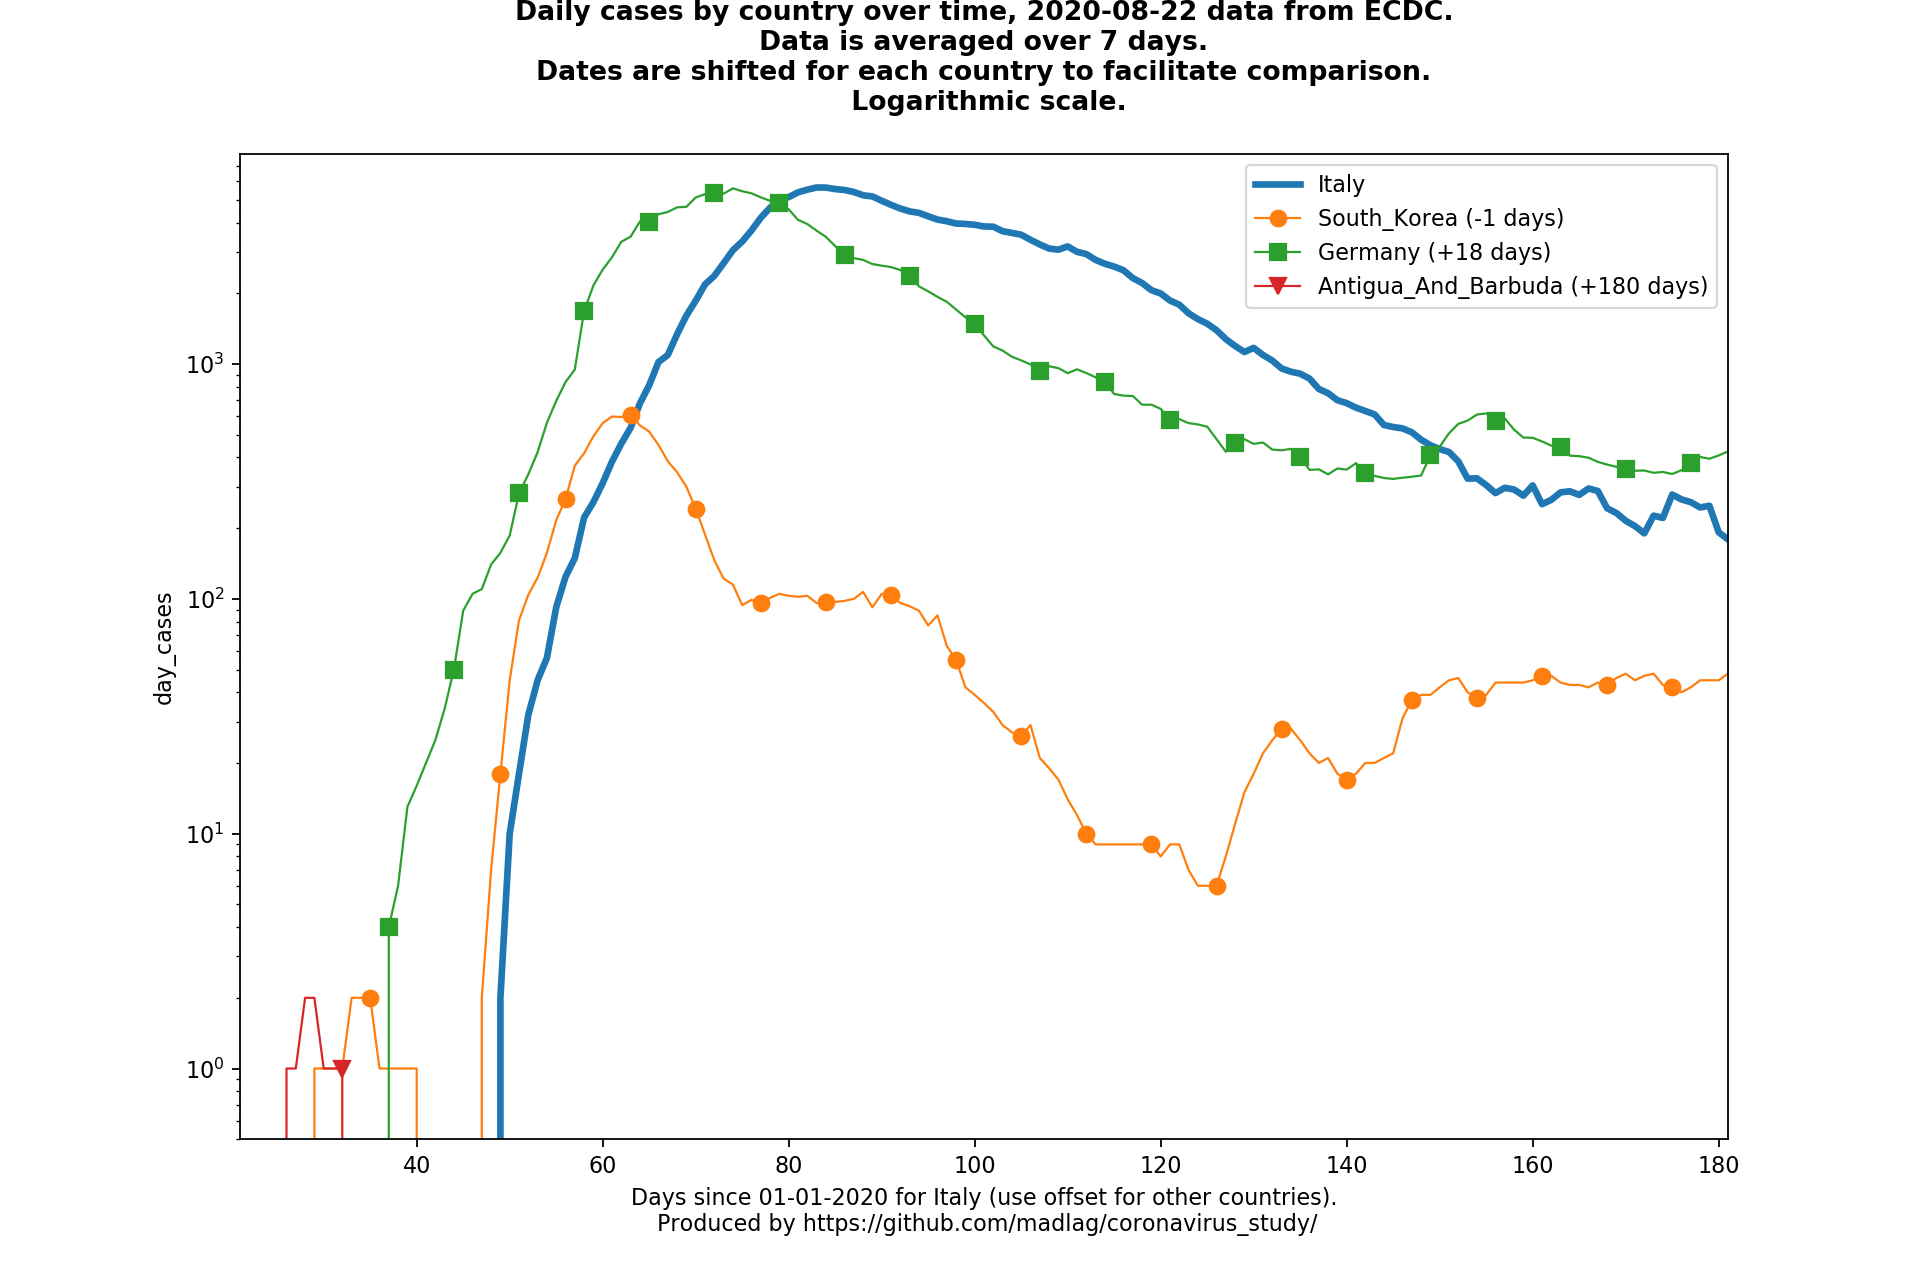 Daily cases by country over time, 2020-08-22 data from ECDC.
Data is averaged over 7 days.
Dates are shifted for each country to facilitate comparison.
Logarithmic scale.
Italy
South_Korea (-1 days)
Germany (+18 days)
Antigua_And_Barbuda (+180 days)
day_cases
10³
10²
10¹
10⁰
40 60 80 100 120 140 160 180
Days since 01-01-2020 for Italy (use offset for other countries).
Produced by https://github.com/madlag/coronavirus_study/